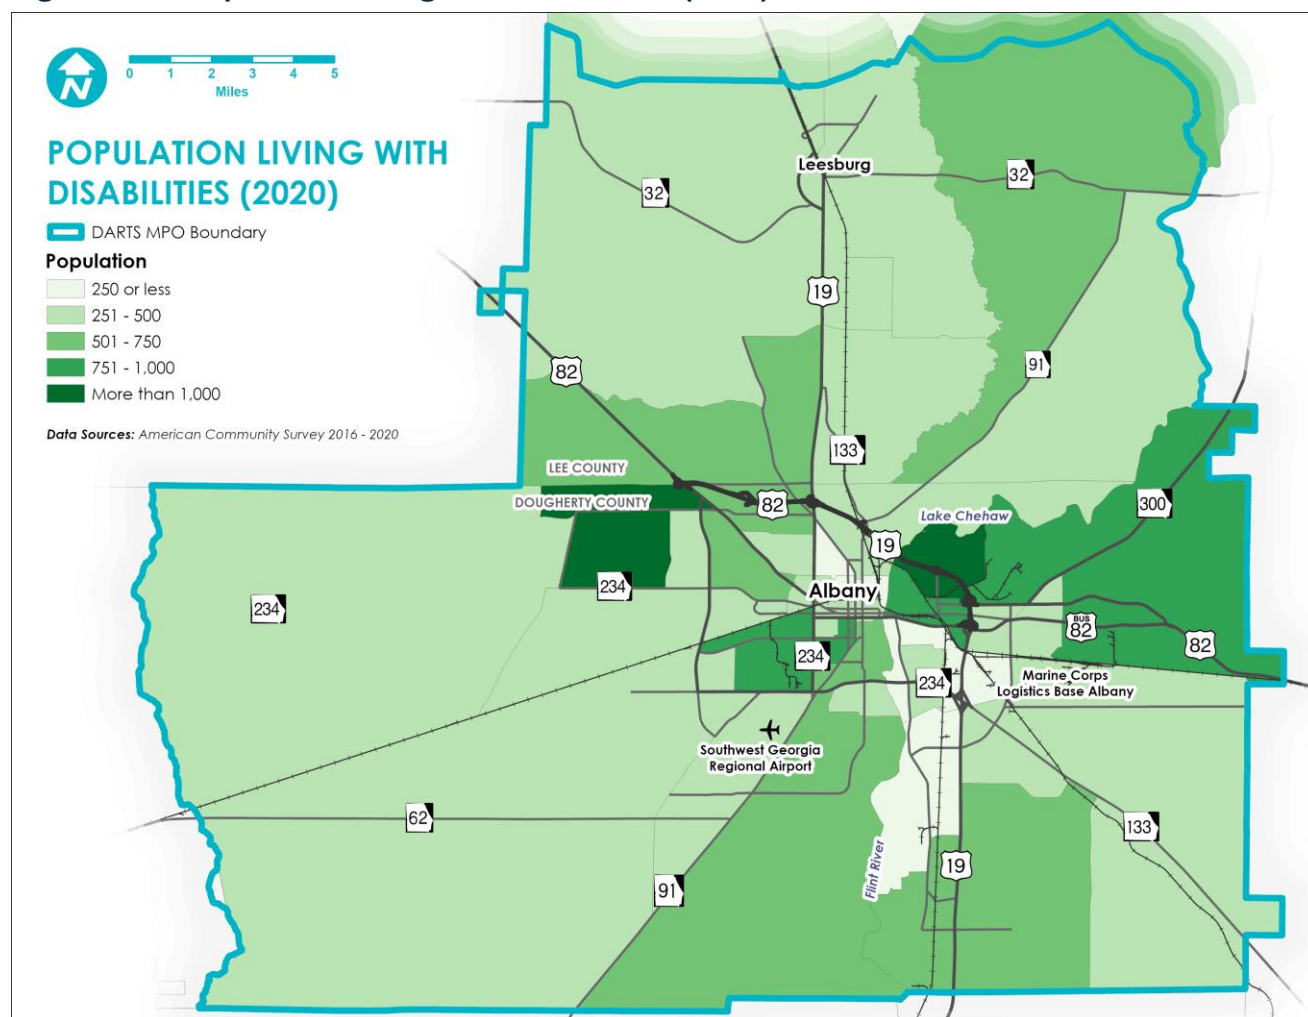 0 1 2 3 4 5
Miles
N
POPULATION LIVING WITH
DISABILITIES (2020)
DARTS MPO Boundary
Population
250 or less
251 - 500
501 - 750
751 - 1,000
More than 1,000
Data Sources: American Community Survey 2016 - 2020
Leesburg
32
32
19
82
91
133
LEE COUNTY
DOUGHERTY COUNTY
82
300
Lake Chehaw
19
234
234
Albany
BUS
82
82
234
234
Marine Corps
Logistics Base Albany
Southwest Georgia
Regional Airport
62
133
Flint River
19
91